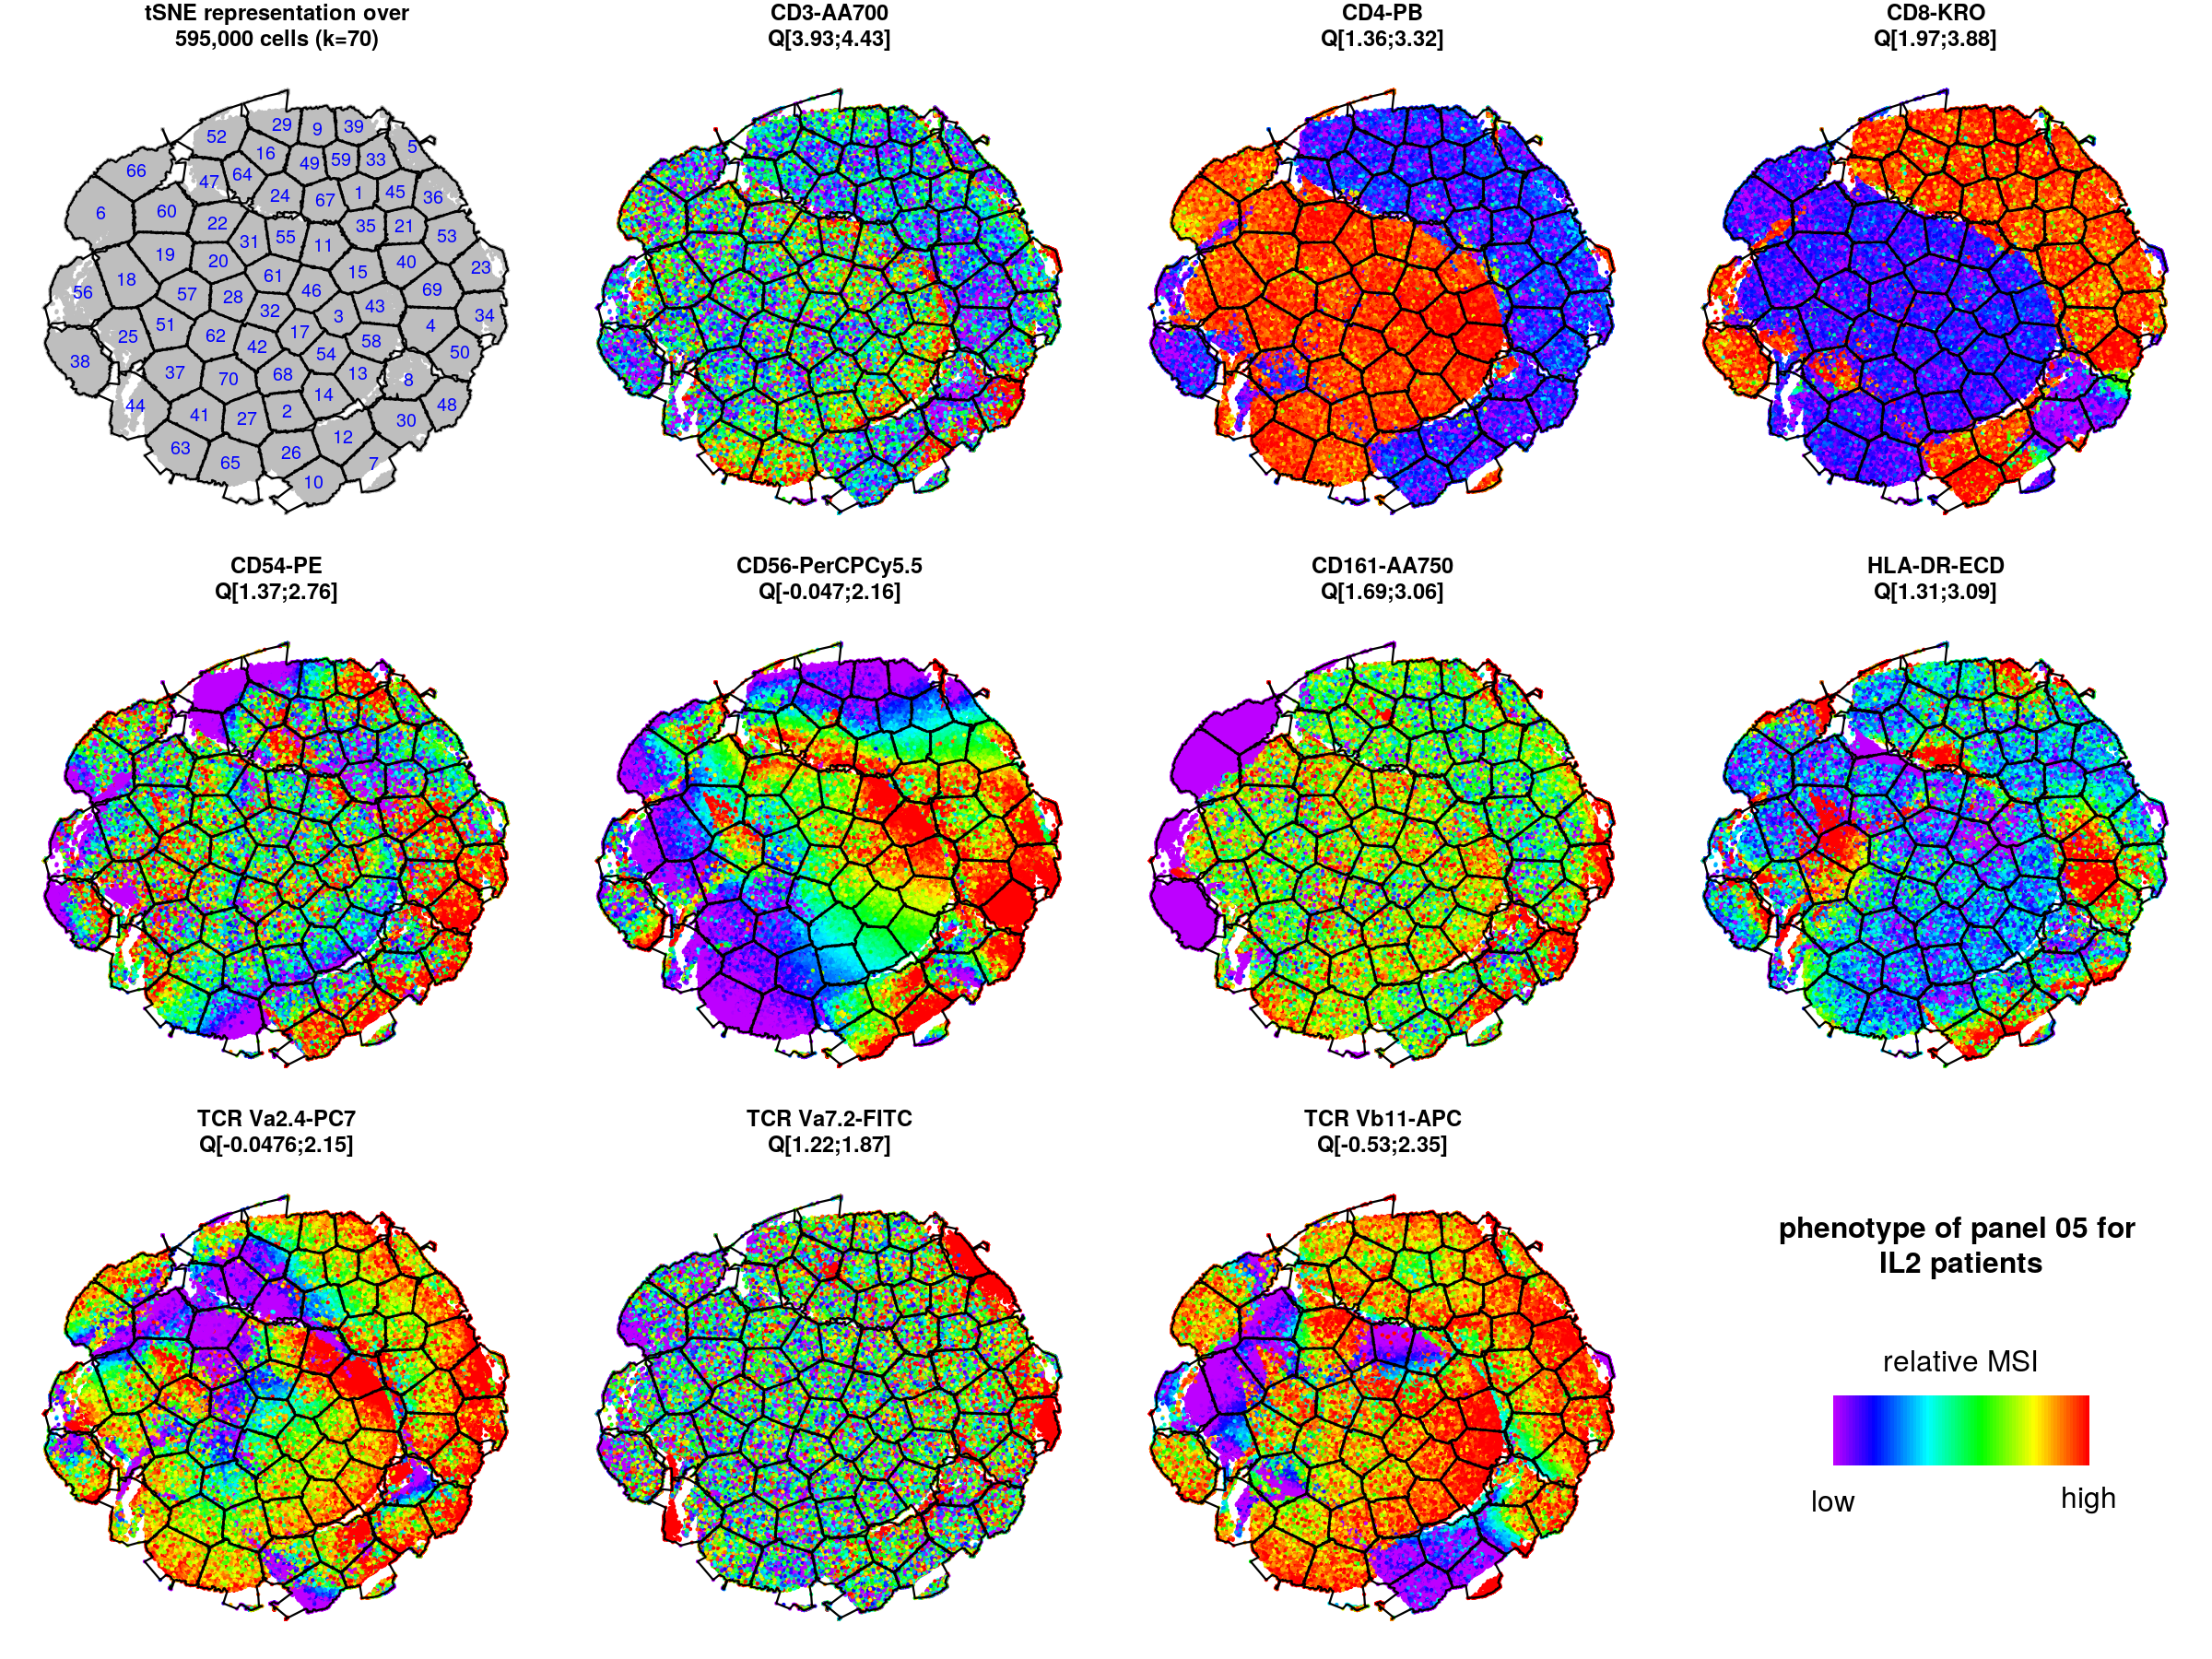 tSNE representation over
595,000 cells (k=70)
CD3-AA700
Q[3.93;4.43]
CD4-PB
Q[1.36;3.32]
CD8-KRO
Q[1.97;3.88]
52
29
9
39
5
66
16
49
59
33
47
64
24
67
1
45
36
6
60
22
31
55
11
35
21
53
19
20
61
15
40
23
18
56
57
28
46
43
69
32
3
34
25
51
62
42
17
54
58
4
50
38
37
70
68
13
8
44
41
27
2
14
48
30
63
65
26
12
7
10
CD54-PE
Q[1.37;2.76]
CD56-PerCPCy5.5
Q[-0.047;2.16]
CD161-AA750
Q[1.69;3.06]
HLA-DR-ECD
Q[1.31;3.09]
TCR Va2.4-PC7
Q[-0.0476;2.15]
TCR Va7.2-FITC
Q[1.22;1.87]
TCR Vb11-APC
Q[-0.53;2.35]
phenotype of panel 05 for
IL2 patients
relative MSI
low
high